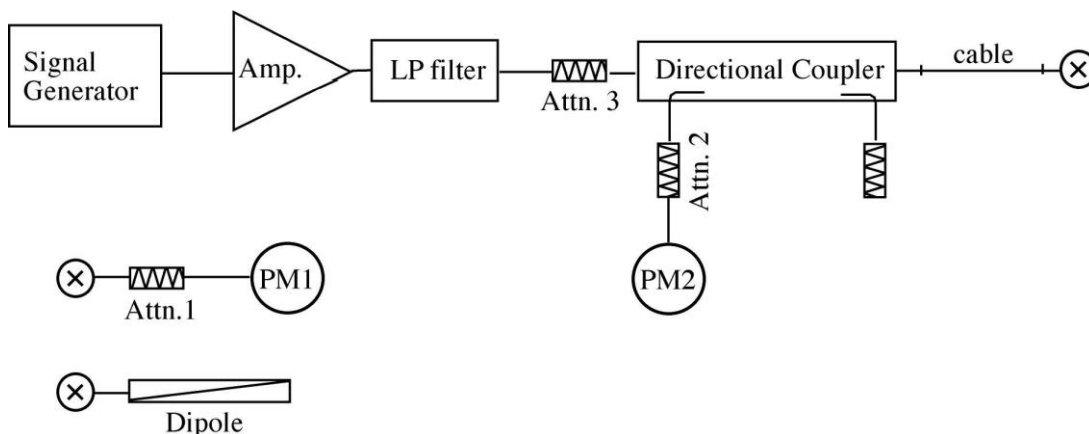 Signal
Generator
Amp.
LP filter
Attn. 3
Directional Coupler
cable
Attn. 2
PM2
PM1
Attn.1
Dipole